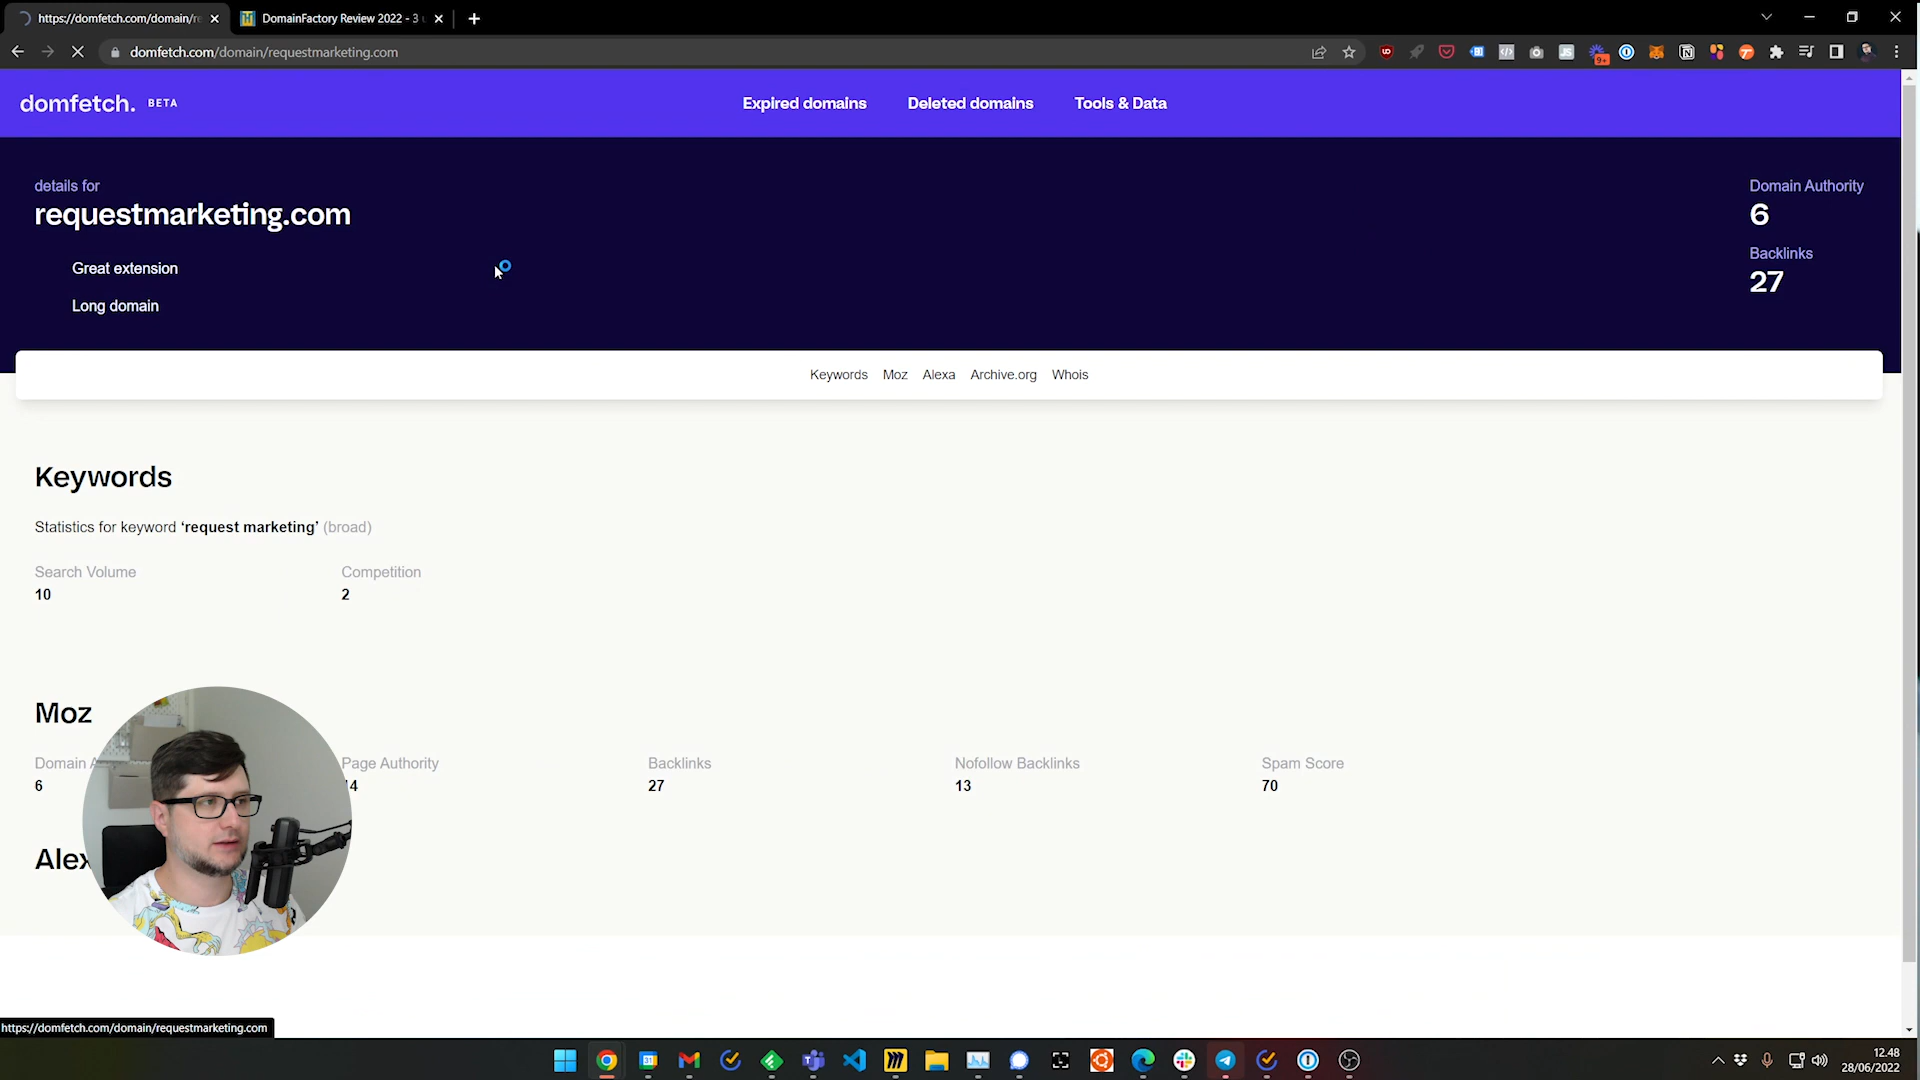 https://domfetch.com/domain/re
DomainFactory Review 2022 - 3 u
domfetch.com/domain/requestmarketing.com
9+
domfetch. BETA
Expired domains
Deleted domains
Tools & Data
details for
requestmarketing.com
Great extension
Long domain
Domain Authority
6
Backlinks
27
Keywords Moz Alexa Archive.org Whois
Keywords
Statistics for keyword ‘request marketing’ (broad)
Search Volume
10
Competition
2
Moz
Domain A
6
Page Authority
14
Backlinks
27
Nofollow Backlinks
13
Spam Score
70
Alex
https://domfetch.com/domain/requestmarketing.com
31
12.48
28/06/2022